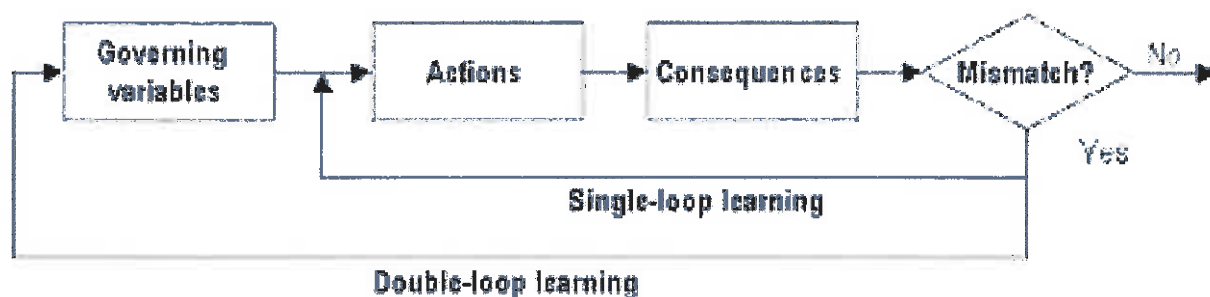 Governing
variables
Actions
Consequences
Mismatch?
No
Yes
Single-loop learning
Double-loop learning